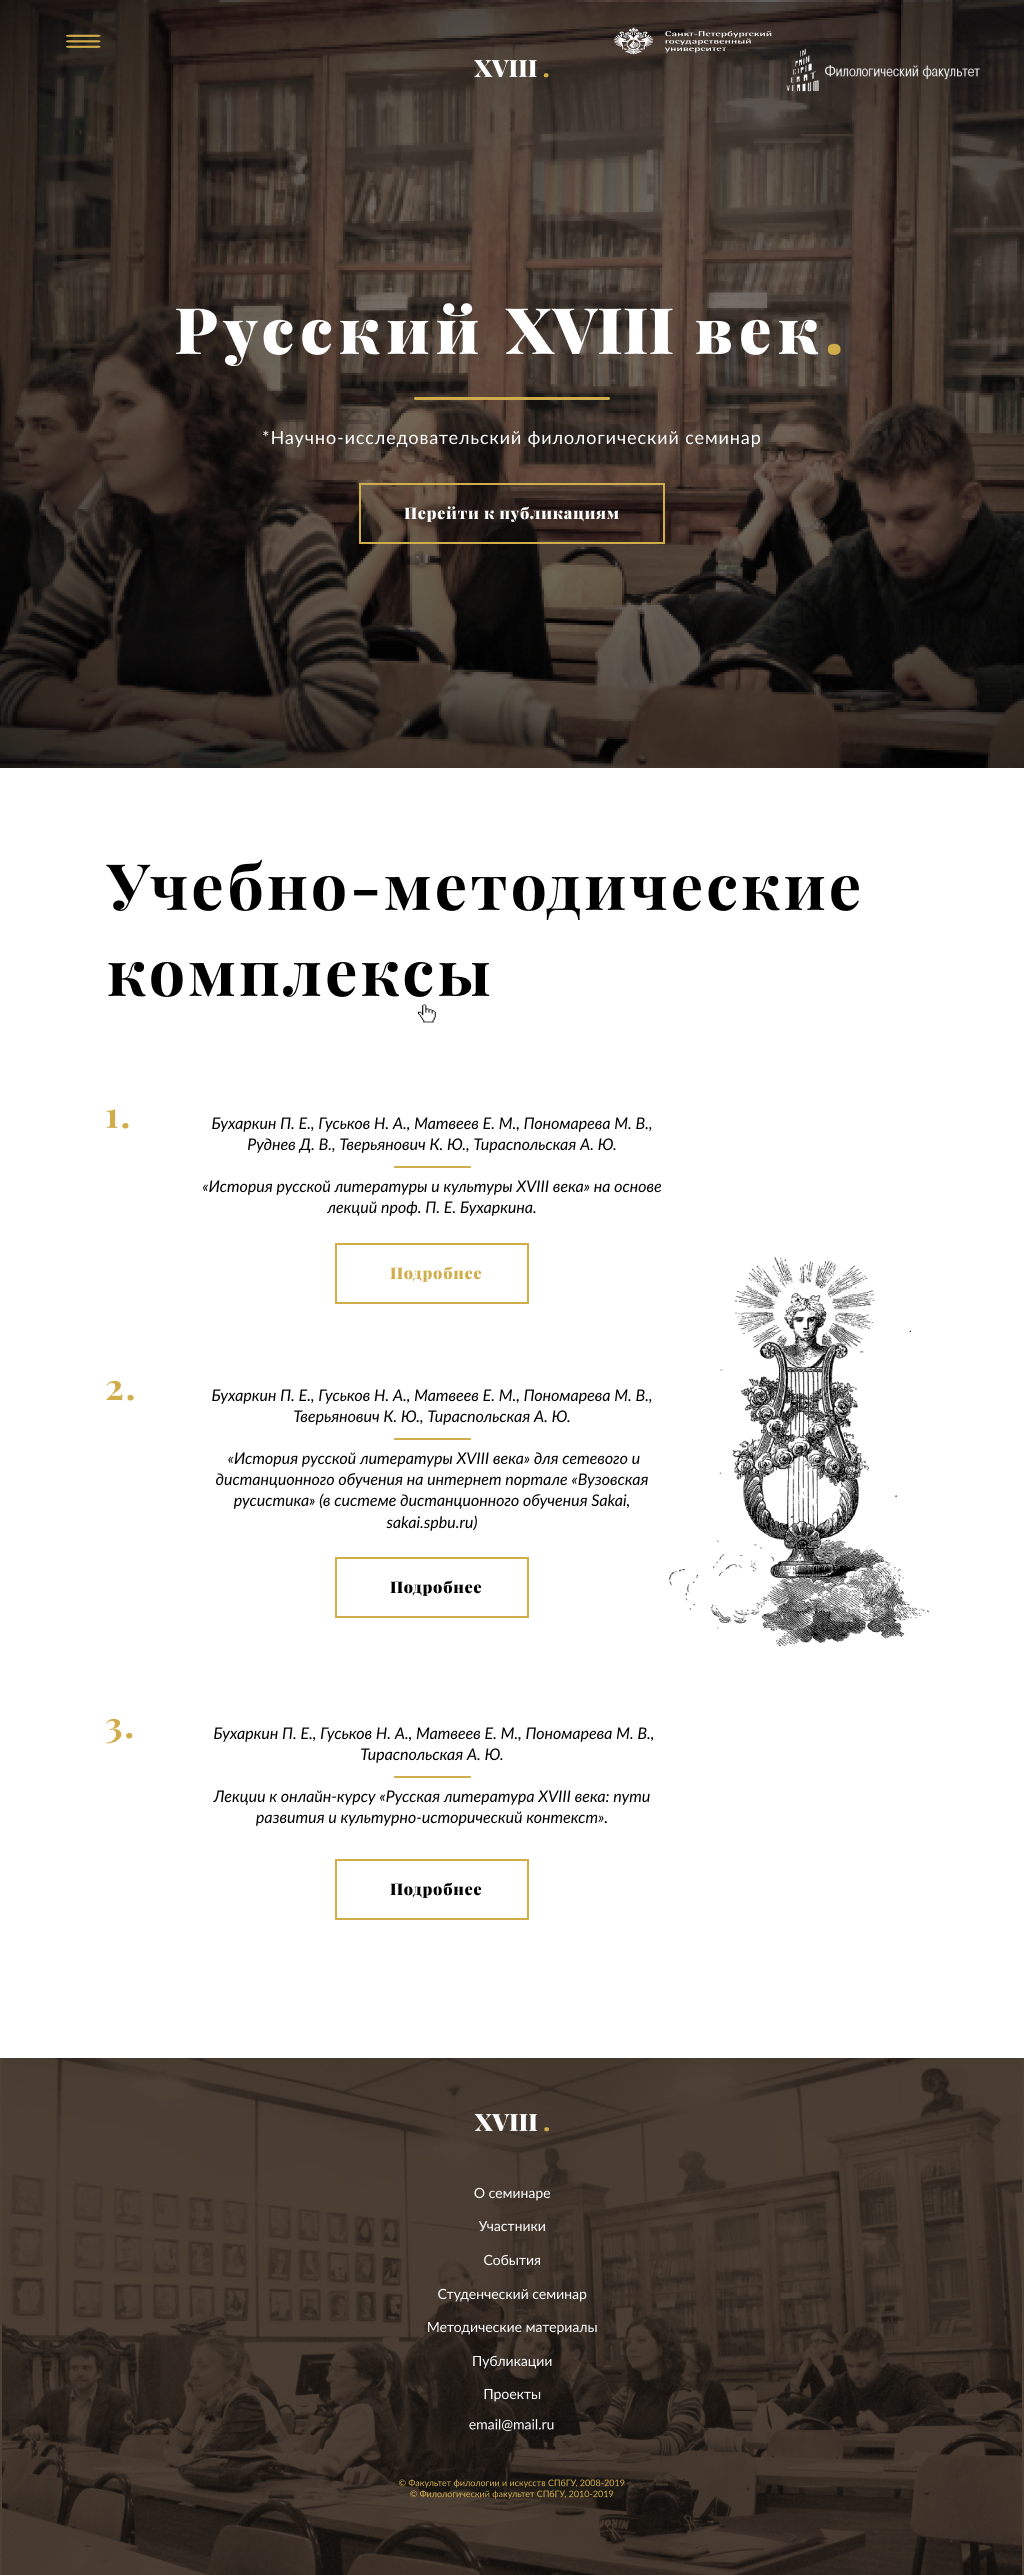 Санкт-Петербургский
государственный
университет
XVIII .
IN
PRIN
CIPIO
ERAT
VERBUM
Филологический факультет
Русский XVIII век.
*Научно-исследовательский филологический семинар
Перейти к публикациям
Учебно-методические
комплексы
1.
Бухаркин П. Е., Гуськов Н. А., Матвеев Е. М., Пономарева М. В.,
Руднев Д. В., Тверьянович К. Ю., Тираспольская А. Ю.
«История русской литературы и культуры XVIII века» на основе
лекций проф. П. Е. Бухаркина.
Подробнее
2.
Бухаркин П. Е., Гуськов Н. А., Матвеев Е. М., Пономарева М. В.,
Тверьянович К. Ю., Тираспольская А. Ю.
«История русской литературы XVIII века» для сетевого и
дистанционного обучения на интернет портале «Вузовская
русистика» (в системе дистанционного обучения Sakai,
sakai.spbu.ru)
Подробнее
3.
Бухаркин П. Е., Гуськов Н. А., Матвеев Е. М., Пономарева М. В.,
Тираспольская А. Ю.
Лекции к онлайн-курсу «Русская литература XVIII века: пути
развития и культурно-исторический контекст».
Подробнее
XVIII .
О семинаре
Участники
События
Студенческий семинар
Методические материалы
Публикации
Проекты
email@mail.ru
© Факультет филологии и искусств СПбГУ, 2008-2019
© Филологический факультет СПбГУ, 2010-2019